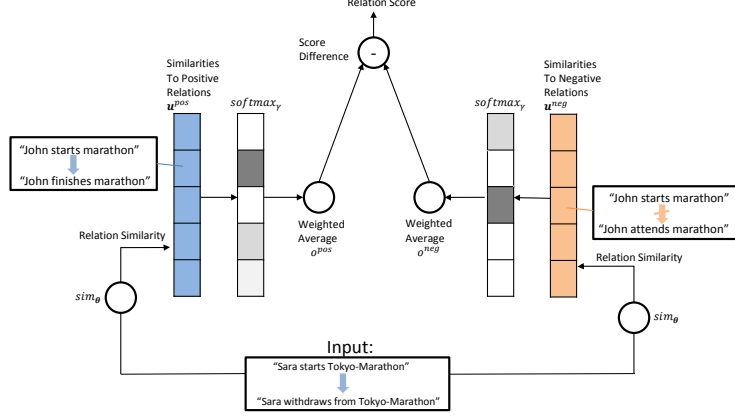 Relation Score
Score
Difference
-
Similarities
To Positive
Relations
u^pos
softmax_γ
softmax_γ
Similarities
To Negative
Relations
u^neg
“John starts marathon”
“John finishes marathon”
“John starts marathon”
“John attends marathon”
Weighted
Average
o^pos
Weighted
Average
o^neg
Relation Similarity
Relation Similarity
sim_θ
sim_θ
Input:
“Sara starts Tokyo-Marathon”
“Sara withdraws from Tokyo-Marathon”